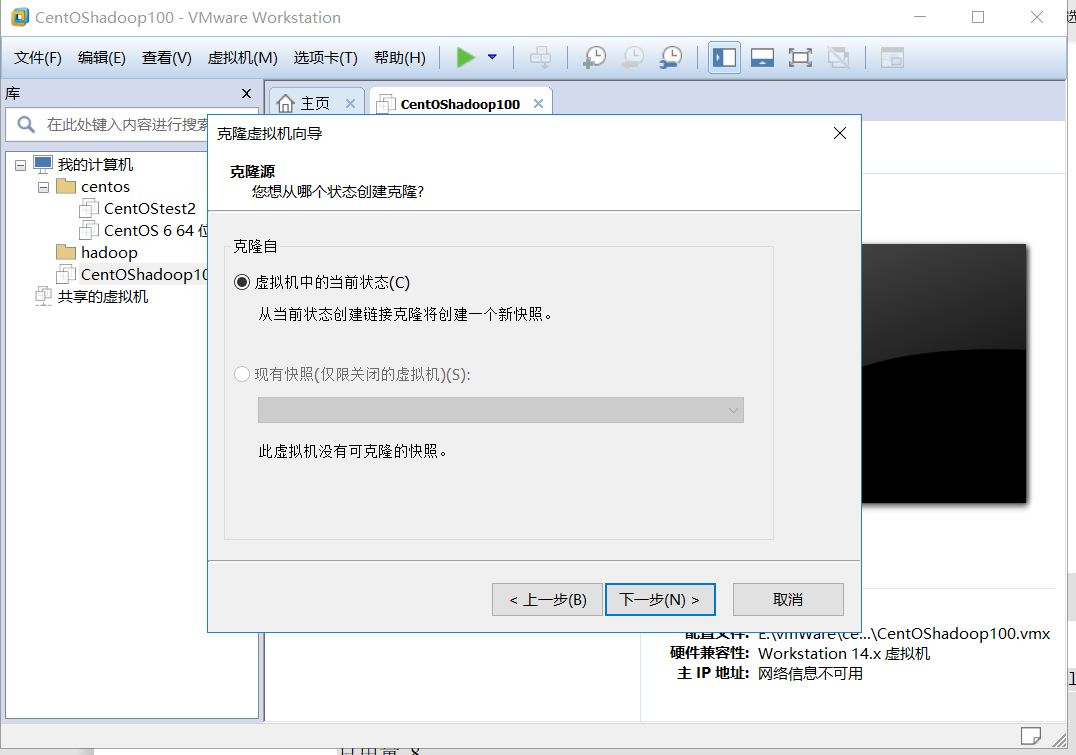 CentOShadoop100 - VMware Workstation
文件(F) 编辑(E) 查看(V) 虚拟机(M) 选项卡(T) 帮助(H)
库
主页
CentOShadoop100
在此处键入内容进行搜索
我的计算机
centos
CentOStest2
CentOS 6 64 位
hadoop
CentOShadoop10
共享的虚拟机
克隆虚拟机向导
克隆源
您想从哪个状态创建克隆?
克隆自
虚拟机中的当前状态(C)
从当前状态创建链接克隆将创建一个新快照。
现有快照(仅限关闭的虚拟机)(S):
此虚拟机没有可克隆的快照。
< 上一步(B) 下一步(N) > 取消
配置文件: E:\vmWare\ce...\CentOShadoop100.vmx
硬件兼容性: Workstation 14.x 虚拟机
主 IP 地址: 网络信息不可用